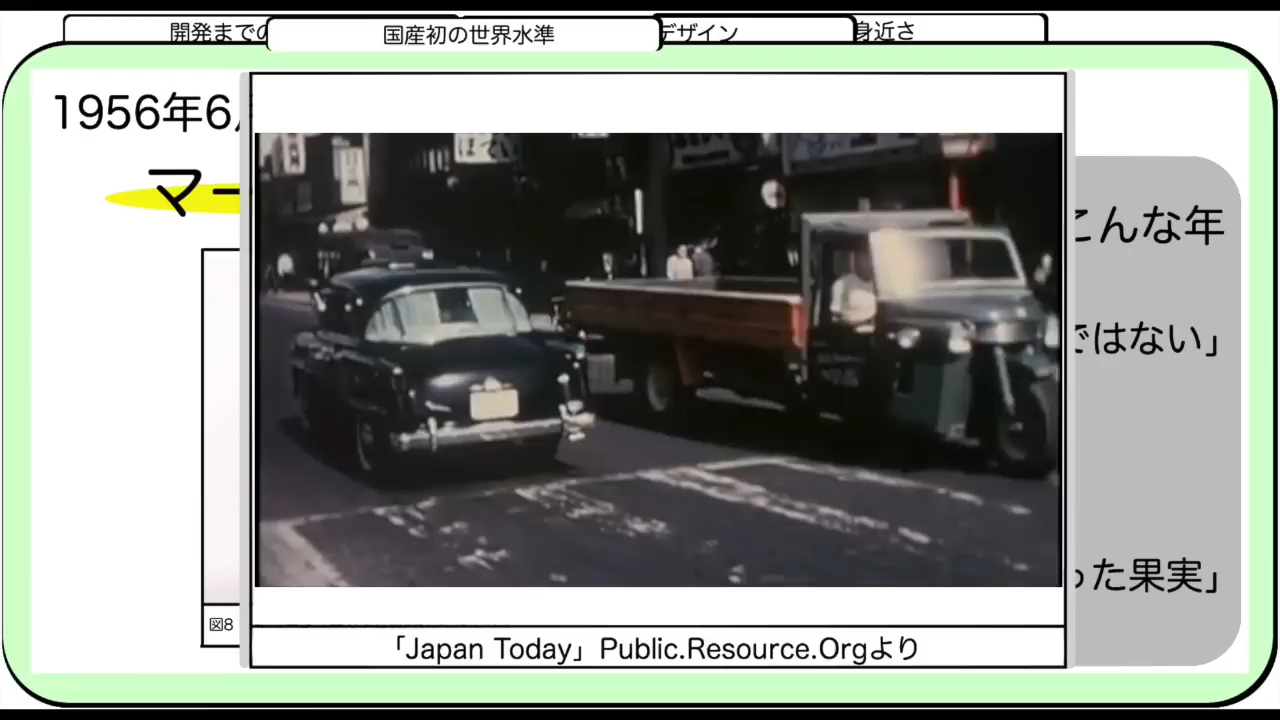 開発までの
国産初の世界水準
デザイン
身近さ
1956年6月
マー
こんな年
ではない」
った果実」
図8
「Japan Today」Public.Resource.Orgより